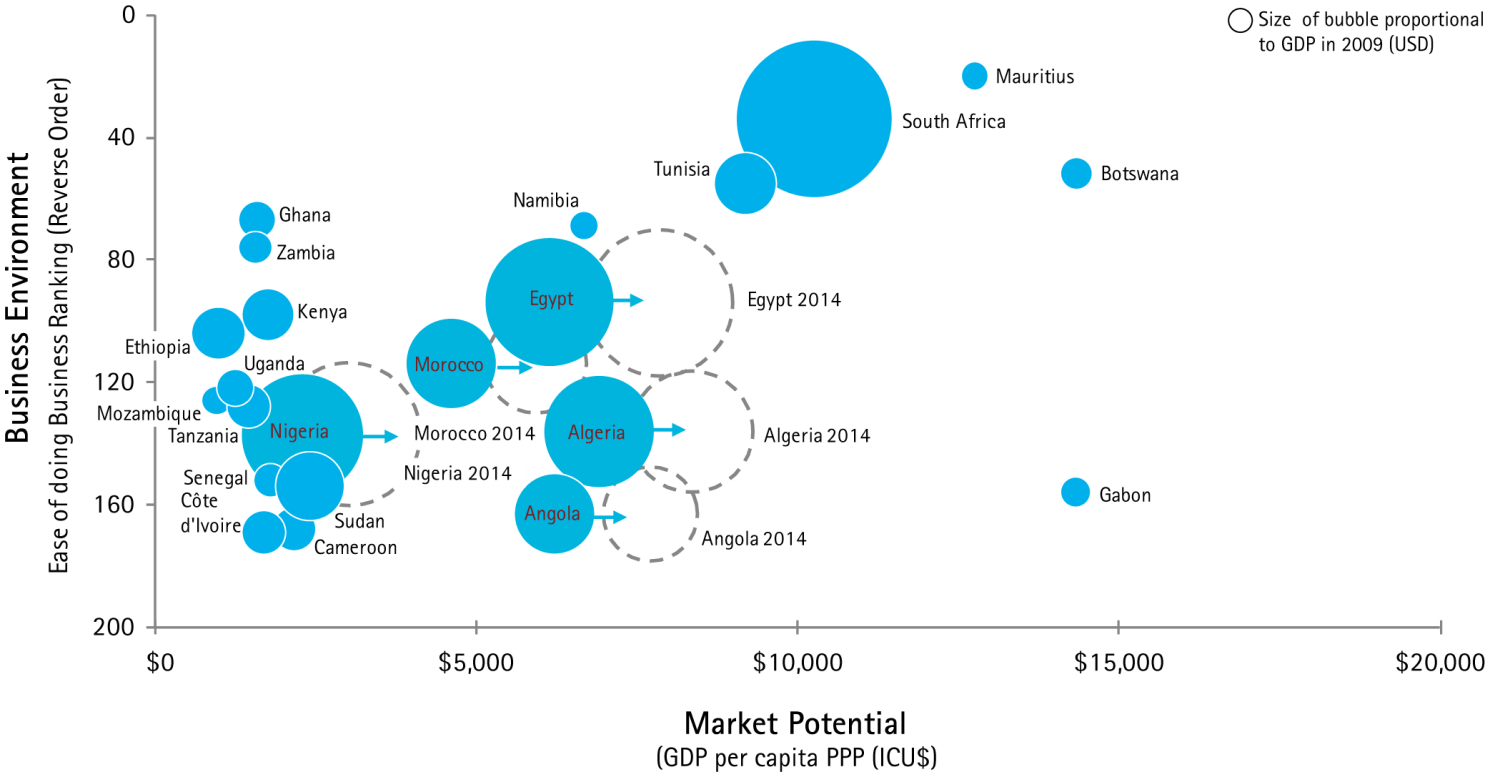 0
Size of bubble proportional
to GDP in 2009 (USD)
Mauritius
South Africa
40
Tunisia
Botswana
Namibia
Ghana
Zambia
80
Egypt
Egypt 2014
Kenya
Ethiopia
Uganda
Morocco
120
Mozambique
Tanzania
Nigeria
Morocco 2014
Algeria
Algeria 2014
Nigeria 2014
Senegal
Côte
d'Ivoire
160
Gabon
Angola
Sudan
Angola 2014
Cameroon
200
Business Environment
Ease of doing Business Ranking (Reverse Order)
$0
$5,000
$10,000
$15,000
$20,000
Market Potential
(GDP per capita PPP (ICU$)